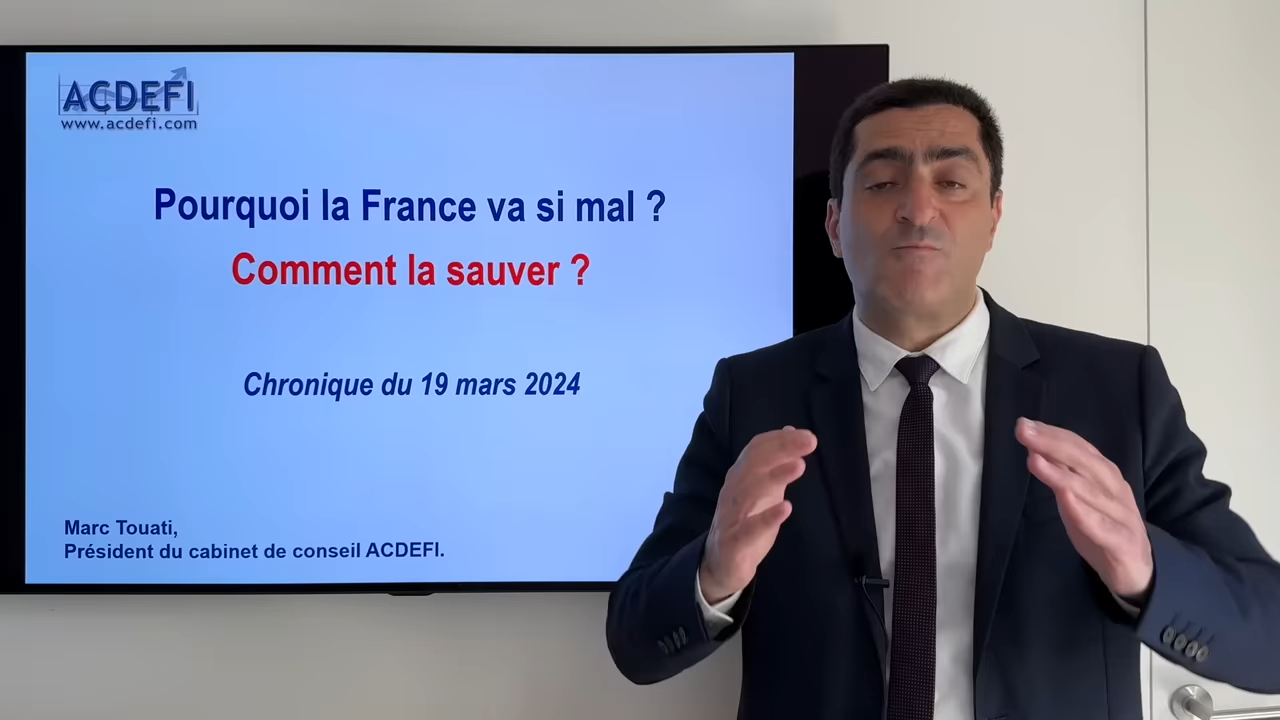 ACDEFI
www.acdefi.com
Pourquoi la France va si mal ?
Comment la sauver ?
Chronique du 19 mars 2024
Marc Touati,
Président du cabinet de conseil ACDEFI.